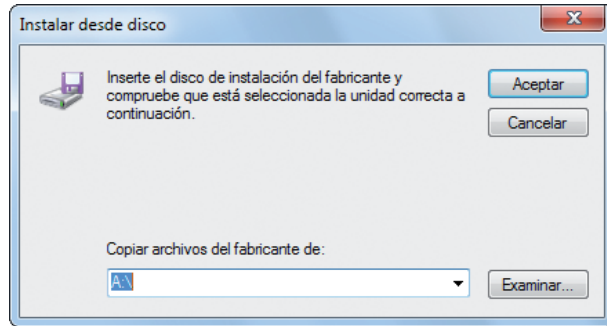 Instalar desde disco
Inserte el disco de instalación del fabricante y
compruebe que está seleccionada la unidad correcta a
continuación.
Aceptar
Cancelar
Copiar archivos del fabricante de:
A:\
Examinar...